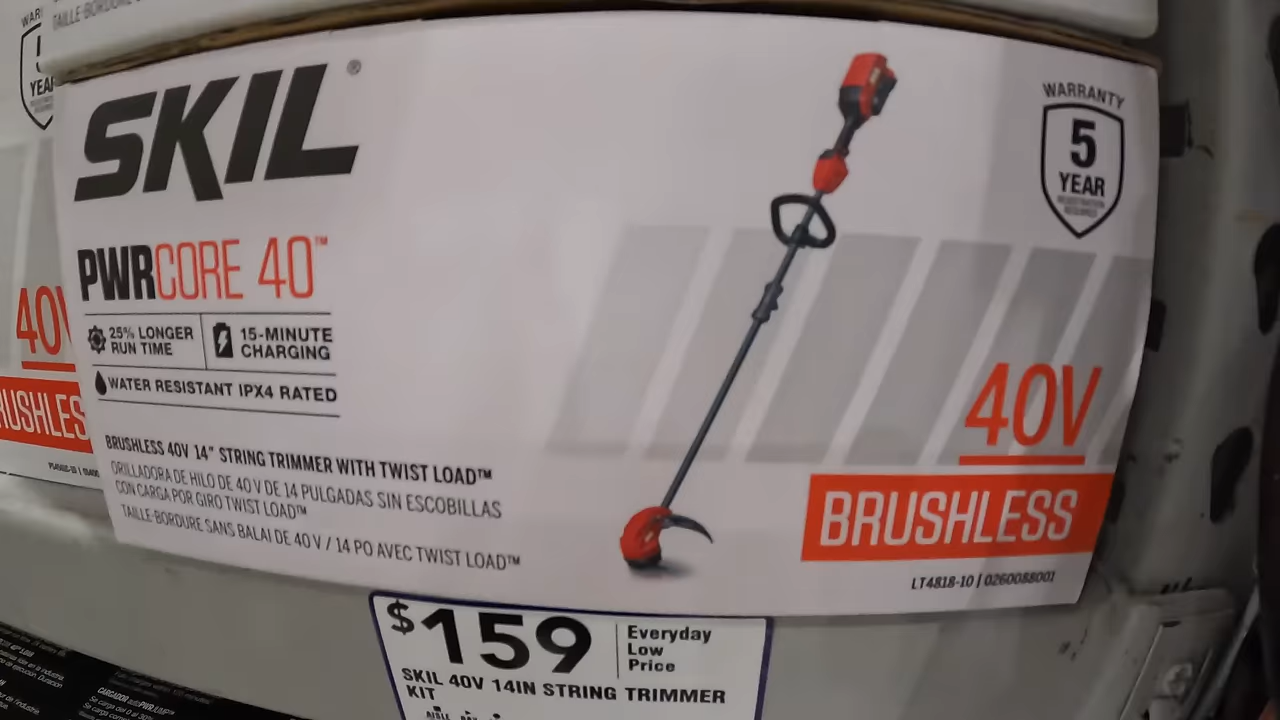 SKIL®
PWRCORE 40™
25% LONGER
RUN TIME
15-MINUTE
CHARGING
WATER RESISTANT IPX4 RATED
BRUSHLESS 40V 14" STRING TRIMMER WITH TWIST LOAD™
ORILLADORA DE HILO DE 40 V DE 14 PULGADAS SIN ESCOBILLAS
CON CARGA POR GIRO TWIST LOAD™
TAILLE-BORDURE SANS BALAI DE 40 V / 14 PO AVEC TWIST LOAD™
WARRANTY
5
YEAR
REGISTRATION
REQUIRED
40V
BRUSHLESS
LT4818-10 | 0260088001
40V
$159
Everyday
Low
Price
SKIL 40V 14IN STRING TRIMMER
KIT